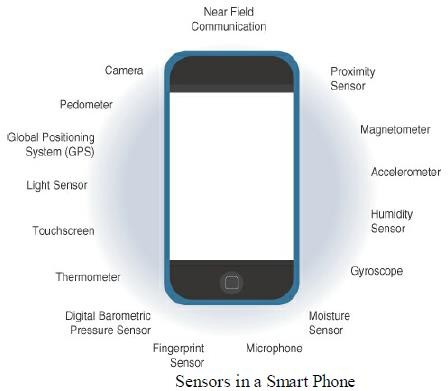 Near Field
Communication
Camera
Proximity
Sensor
Pedometer
Magnetometer
Global Positioning
System (GPS)
Accelerometer
Light Sensor
Humidity
Sensor
Touchscreen
Gyroscope
Thermometer
Digital Barometric
Pressure Sensor
Moisture
Sensor
Fingerprint
Sensor
Microphone
Sensors in a Smart Phone